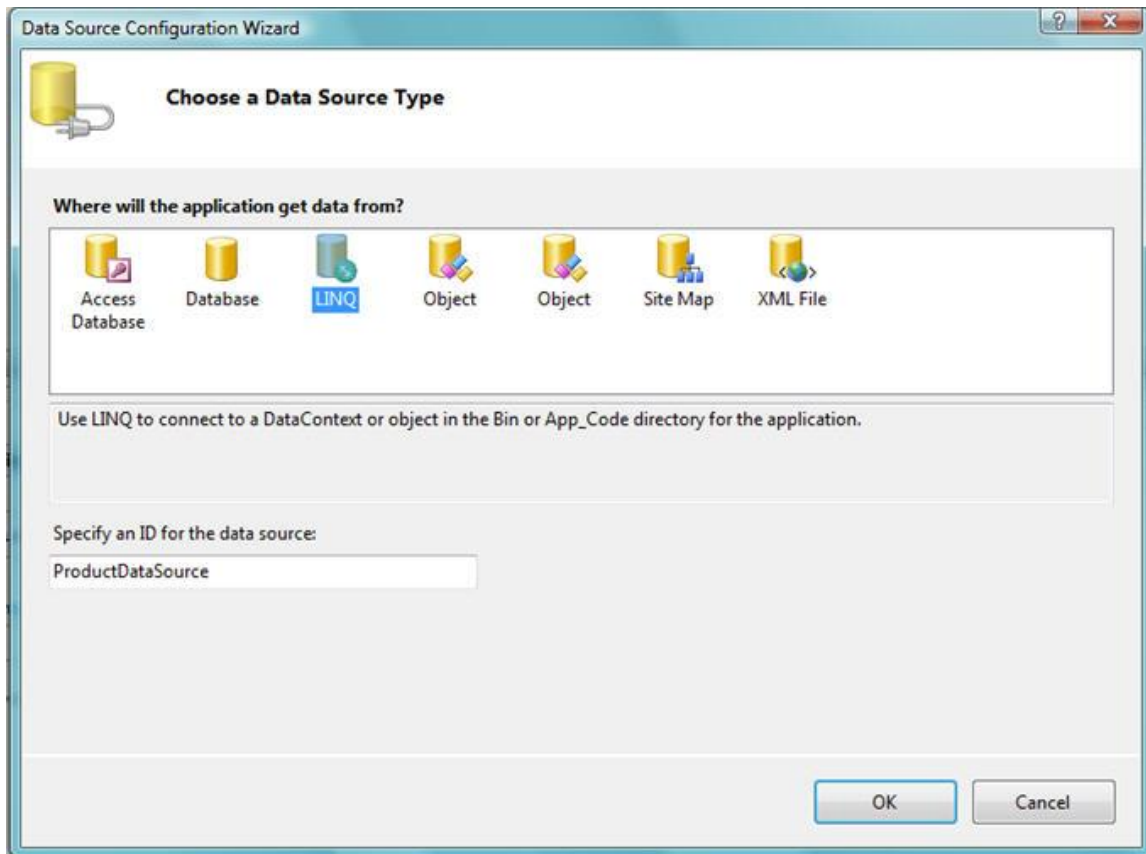 Data Source Configuration Wizard
Choose a Data Source Type
Where will the application get data from?
Access Database
Database
LINQ
Object
Object
Site Map
XML File
Use LINQ to connect to a DataContext or object in the Bin or App_Code directory for the application.
Specify an ID for the data source:
ProductDataSource
OK
Cancel